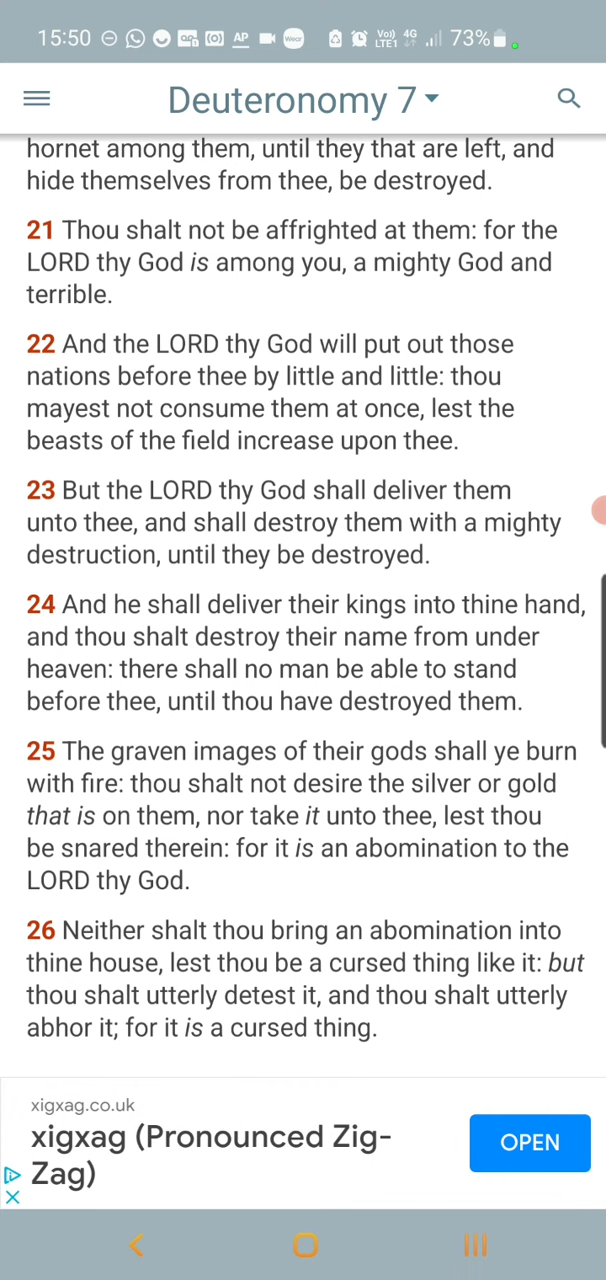 15:50 AP Wecr Vo)) LTE1 4G 73%
Deuteronomy 7
hornet among them, until they that are left, and
hide themselves from thee, be destroyed.
21 Thou shalt not be affrighted at them: for the
LORD thy God is among you, a mighty God and
terrible.
22 And the LORD thy God will put out those
nations before thee by little and little: thou
mayest not consume them at once, lest the
beasts of the field increase upon thee.
23 But the LORD thy God shall deliver them
unto thee, and shall destroy them with a mighty
destruction, until they be destroyed.
24 And he shall deliver their kings into thine hand,
and thou shalt destroy their name from under
heaven: there shall no man be able to stand
before thee, until thou have destroyed them.
25 The graven images of their gods shall ye burn
with fire: thou shalt not desire the silver or gold
that is on them, nor take it unto thee, lest thou
be snared therein: for it is an abomination to the
LORD thy God.
26 Neither shalt thou bring an abomination into
thine house, lest thou be a cursed thing like it: but
thou shalt utterly detest it, and thou shalt utterly
abhor it; for it is a cursed thing.
xigxag.co.uk
xigxag (Pronounced Zig-
Zag)
OPEN